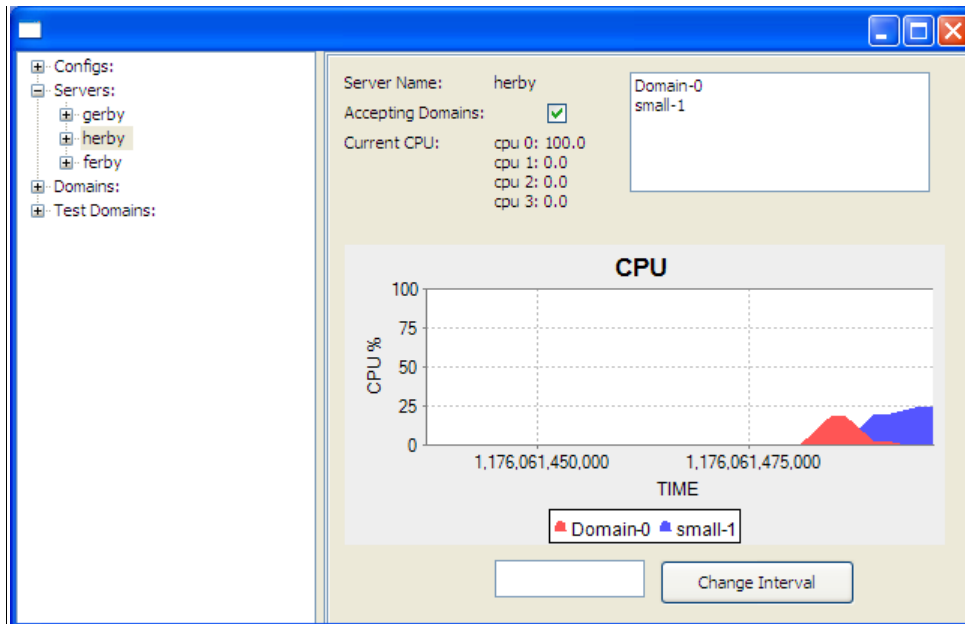 Configs:
Servers:
gerby
herby
ferby
Domains:
Test Domains:
Server Name: herby
Accepting Domains:
Current CPU: cpu 0: 100.0
cpu 1: 0.0
cpu 2: 0.0
cpu 3: 0.0
Domain-0
small-1
CPU
100
75
50
25
0
CPU %
1,176,061,450,000 1,176,061,475,000
TIME
Domain-0 small-1
Change Interval